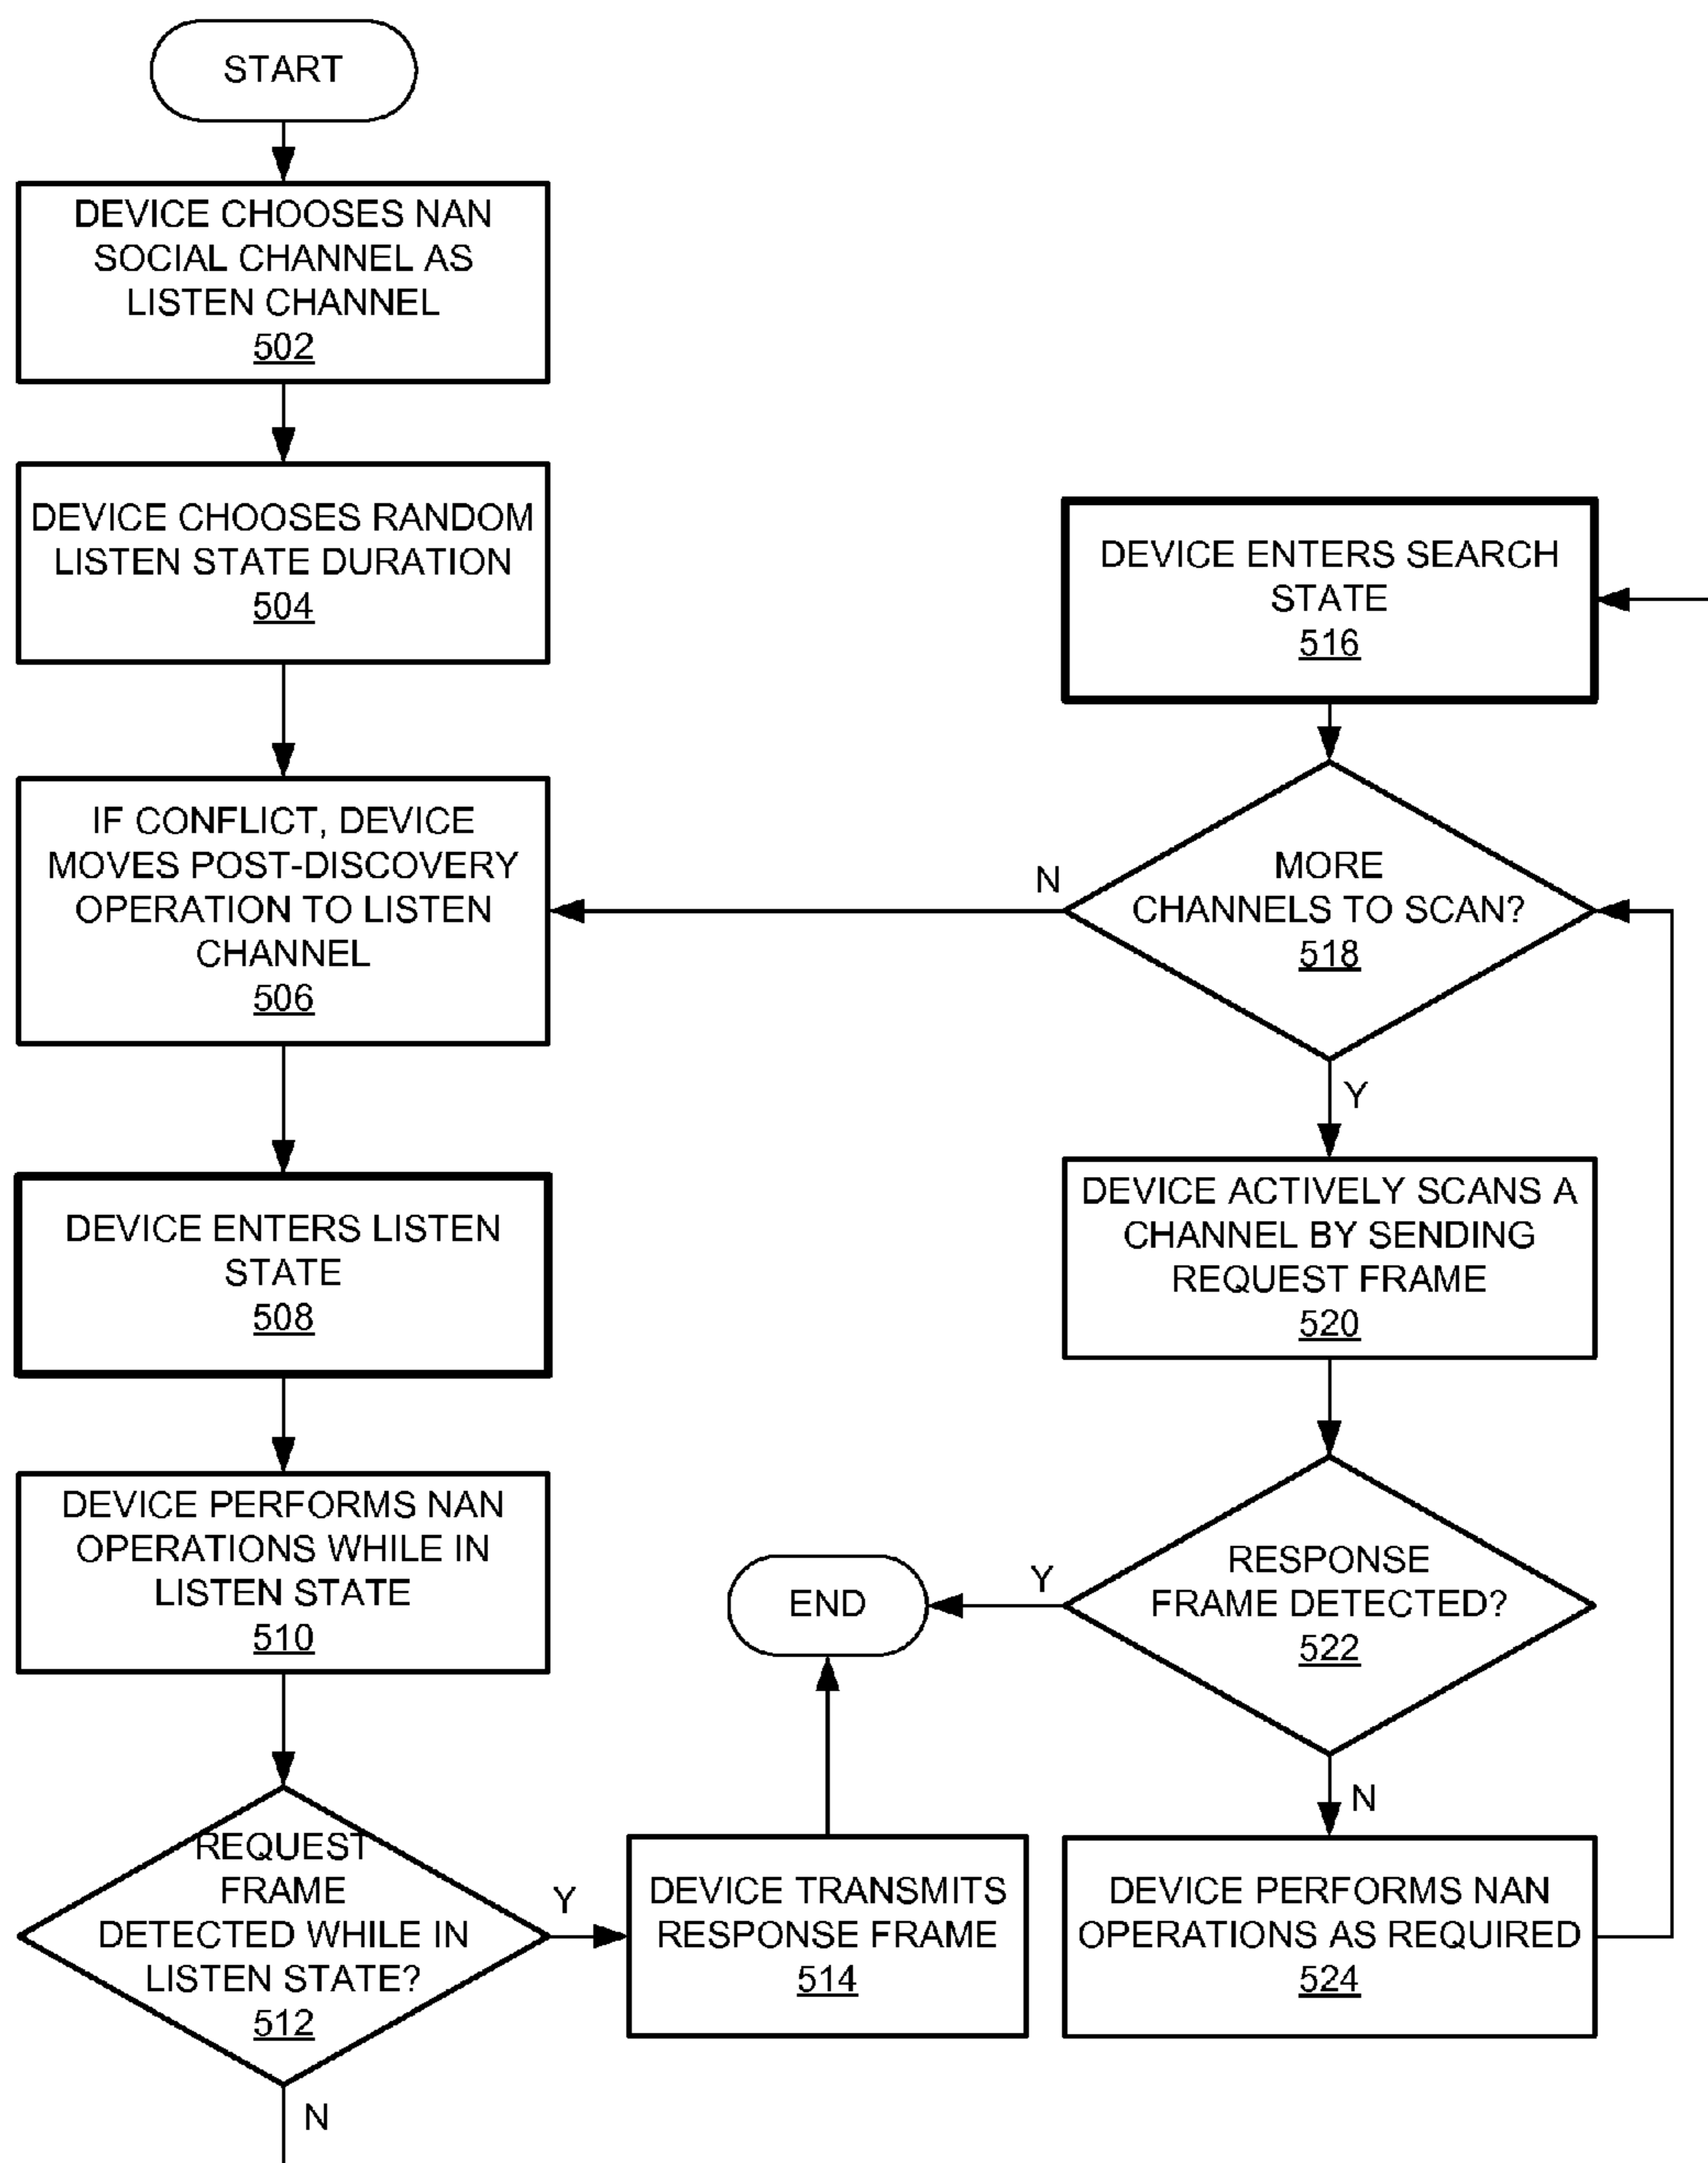 START
DEVICE CHOOSES NAN
SOCIAL CHANNEL AS
LISTEN CHANNEL
502
DEVICE CHOOSES RANDOM
LISTEN STATE DURATION
504
IF CONFLICT, DEVICE
MOVES POST-DISCOVERY
OPERATION TO LISTEN
CHANNEL
506
DEVICE ENTERS LISTEN
STATE
508
DEVICE PERFORMS NAN
OPERATIONS WHILE IN
LISTEN STATE
510
REQUEST
FRAME
DETECTED WHILE IN
LISTEN STATE?
512
Y
N
DEVICE TRANSMITS
RESPONSE FRAME
514
END
DEVICE ENTERS SEARCH
STATE
516
MORE
CHANNELS TO SCAN?
518
N
Y
DEVICE ACTIVELY SCANS A
CHANNEL BY SENDING
REQUEST FRAME
520
RESPONSE
FRAME DETECTED?
522
Y
N
DEVICE PERFORMS NAN
OPERATIONS AS REQUIRED
524